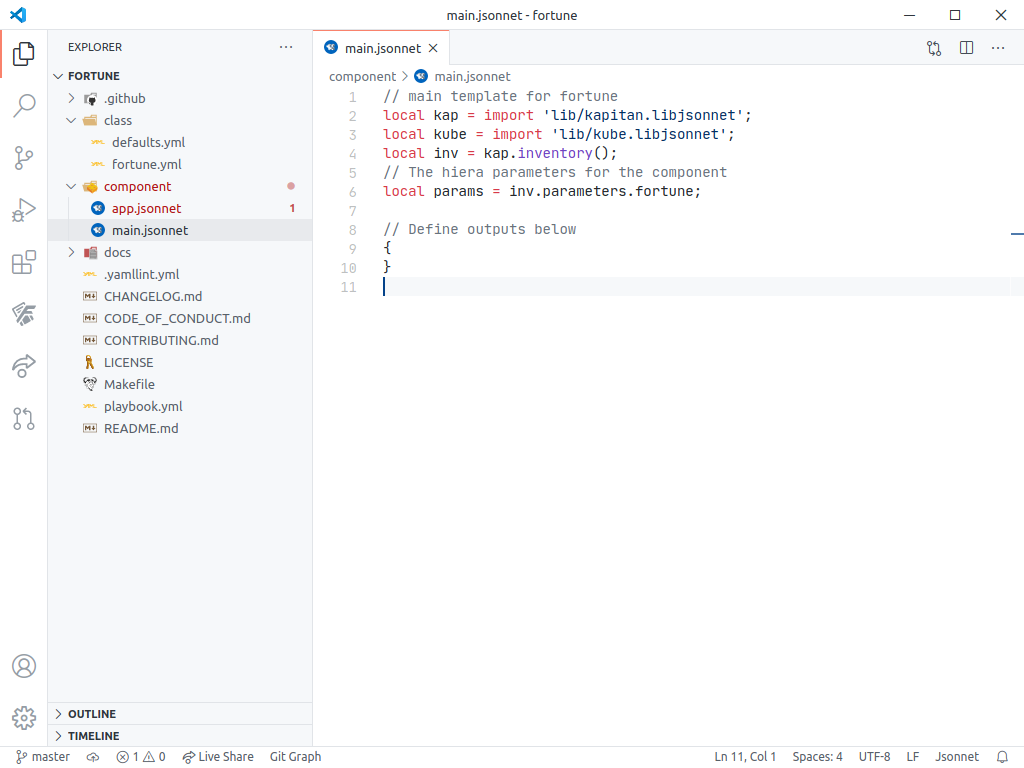 main.jsonnet - fortune
EXPLORER
FORTUNE
.github
class
defaults.yml
fortune.yml
component
app.jsonnet 1
main.jsonnet
docs
.yamllint.yml
CHANGELOG.md
CODE_OF_CONDUCT.md
CONTRIBUTING.md
LICENSE
Makefile
playbook.yml
README.md
OUTLINE
TIMELINE
main.jsonnet
component > main.jsonnet
1 // main template for fortune
2 local kap = import 'lib/kapitan.libjsonnet';
3 local kube = import 'lib/kube.libjsonnet';
4 local inv = kap.inventory();
5 // The hiera parameters for the component
6 local params = inv.parameters.fortune;
7
8 // Define outputs below
9 {
10 }
11
master 1 0 Live Share Git Graph Ln 11, Col 1 Spaces: 4 UTF-8 LF Jsonnet